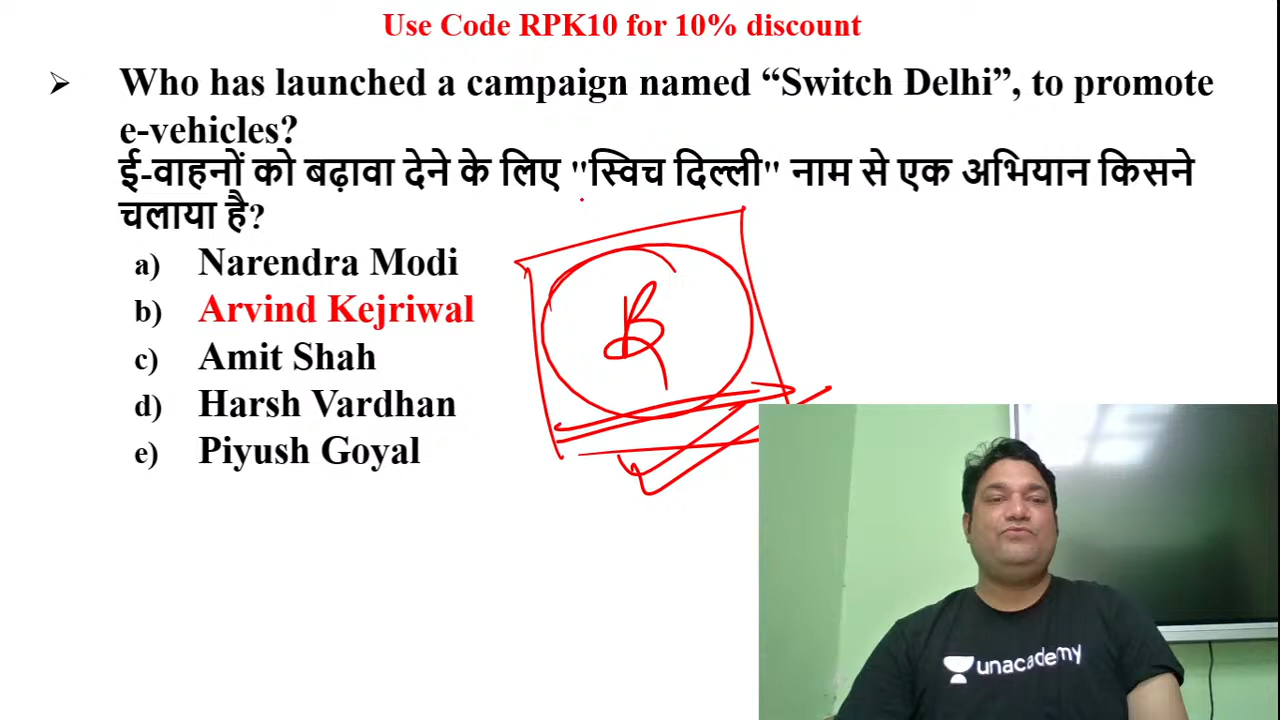 Use Code RPK10 for 10% discount
➢ Who has launched a campaign named “Switch Delhi”, to promote
e-vehicles?
ई-वाहनों को बढ़ावा देने के लिए "स्विच दिल्ली" नाम से एक अभियान किसने
चलाया है?
a) Narendra Modi
b) Arvind Kejriwal
c) Amit Shah
d) Harsh Vardhan
e) Piyush Goyal
unacademy